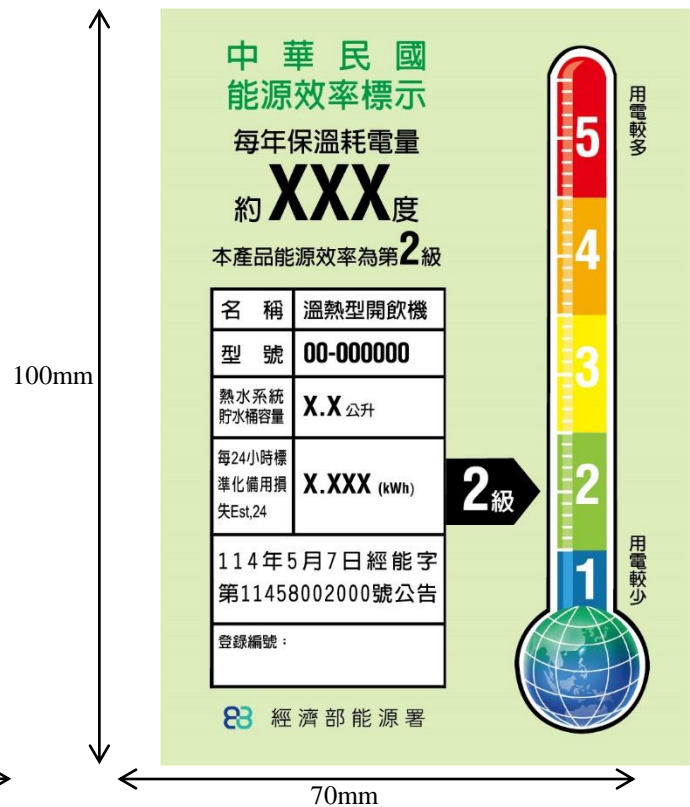 中華民國
能源效率標示
每年保溫耗電量
約XXX度
本產品能源效率為第2級
名稱 溫熱型開飲機
型號 00-000000
熱水系統
貯水桶容量
X.X 公升
每24小時標
準化備用損
失Est,24
X.XXX (kWh)
114年5月7日經能字
第11458002000號公告
登錄編號：
經濟部能源署
2級
用電較多
5
4
3
2
1
用電較少
100mm
70mm